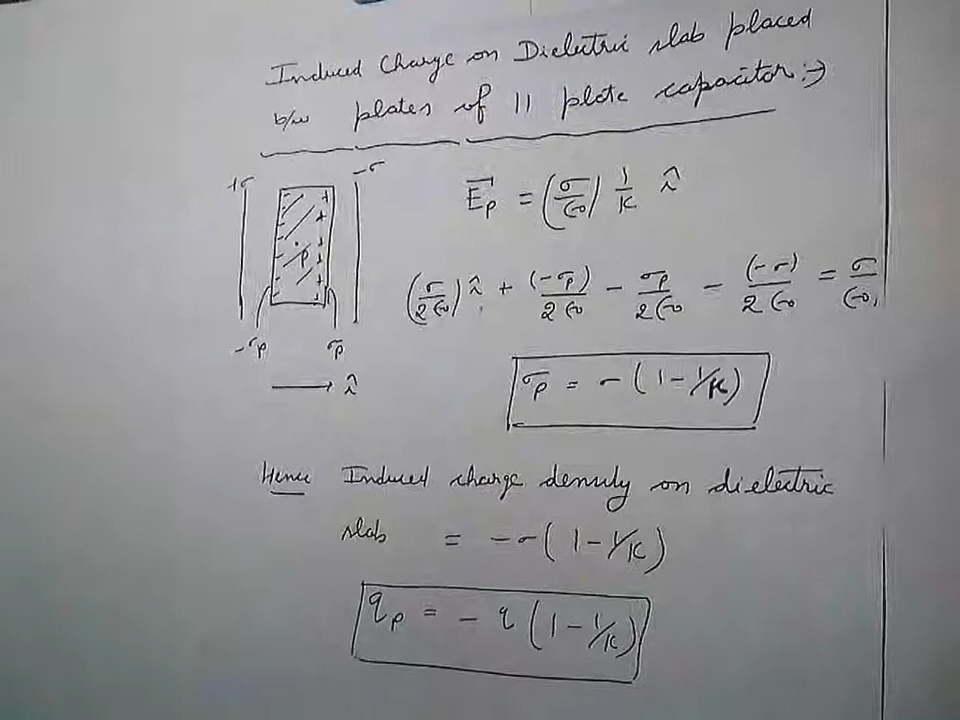 Induced Charge on Dielectric slab placed
b/w plates of || plate capacitor :→
+σ
-σ
- + - + - + - + p
-σp
σp
→ î
E⃗p = (σ/ε₀) 1/K î
(σ/2ε₀) î + (-σp)/2ε₀ - σp/2ε₀ - (-σ)/2ε₀ = σ/ε₀
σp = σ (1 - 1/K)
Hence Induced charge density on dielectric
slab = -σ (1 - 1/K)
qp = - q (1 - 1/K)